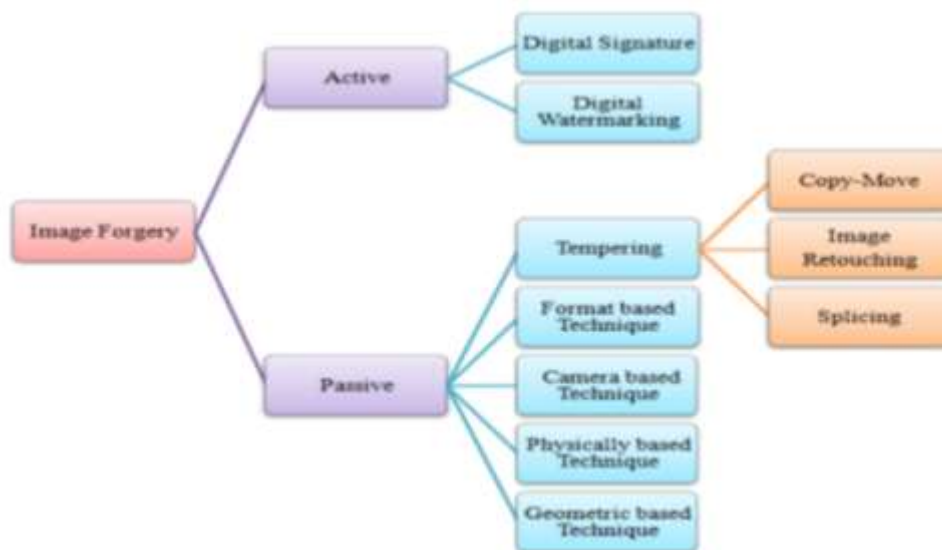 Digital Signature
Active
Digital
Watermarking
Copy-Move
Image Forgery
Tempering
Image
Retouching
Format based
Technique
Splicing
Passive
Camera based
Technique
Physically based
Technique
Geometric based
Technique